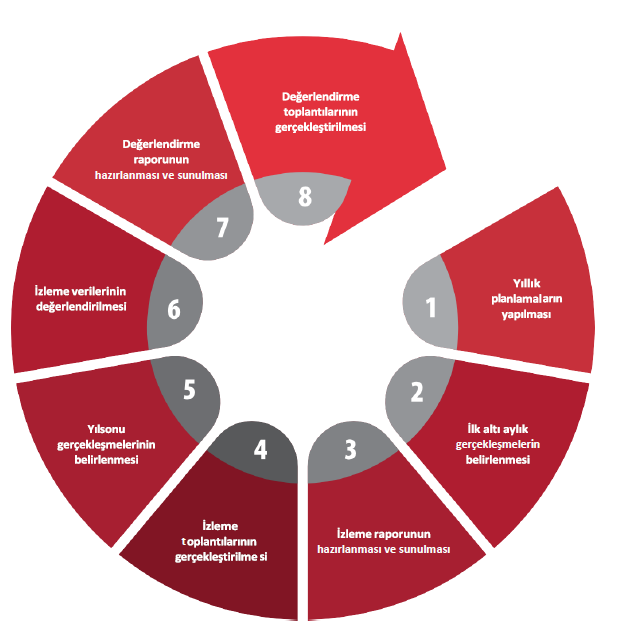 1
Yıllık
planlamaların
yapılması
2
İlk altı aylık
gerçekleşmelerin
belirlenmesi
3
İzleme raporunun
hazırlanması ve sunulması
4
İzleme
toplantılarının
gerçekleştirilme si
5
Yılsonu
gerçekleşmelerinin
belirlenmesi
6
İzleme verilerinin
değerlendirilmesi
7
Değerlendirme
raporunun
hazırlanması ve sunulması
8
Değerlendirme
toplantılarının
gerçekleştirilmesi